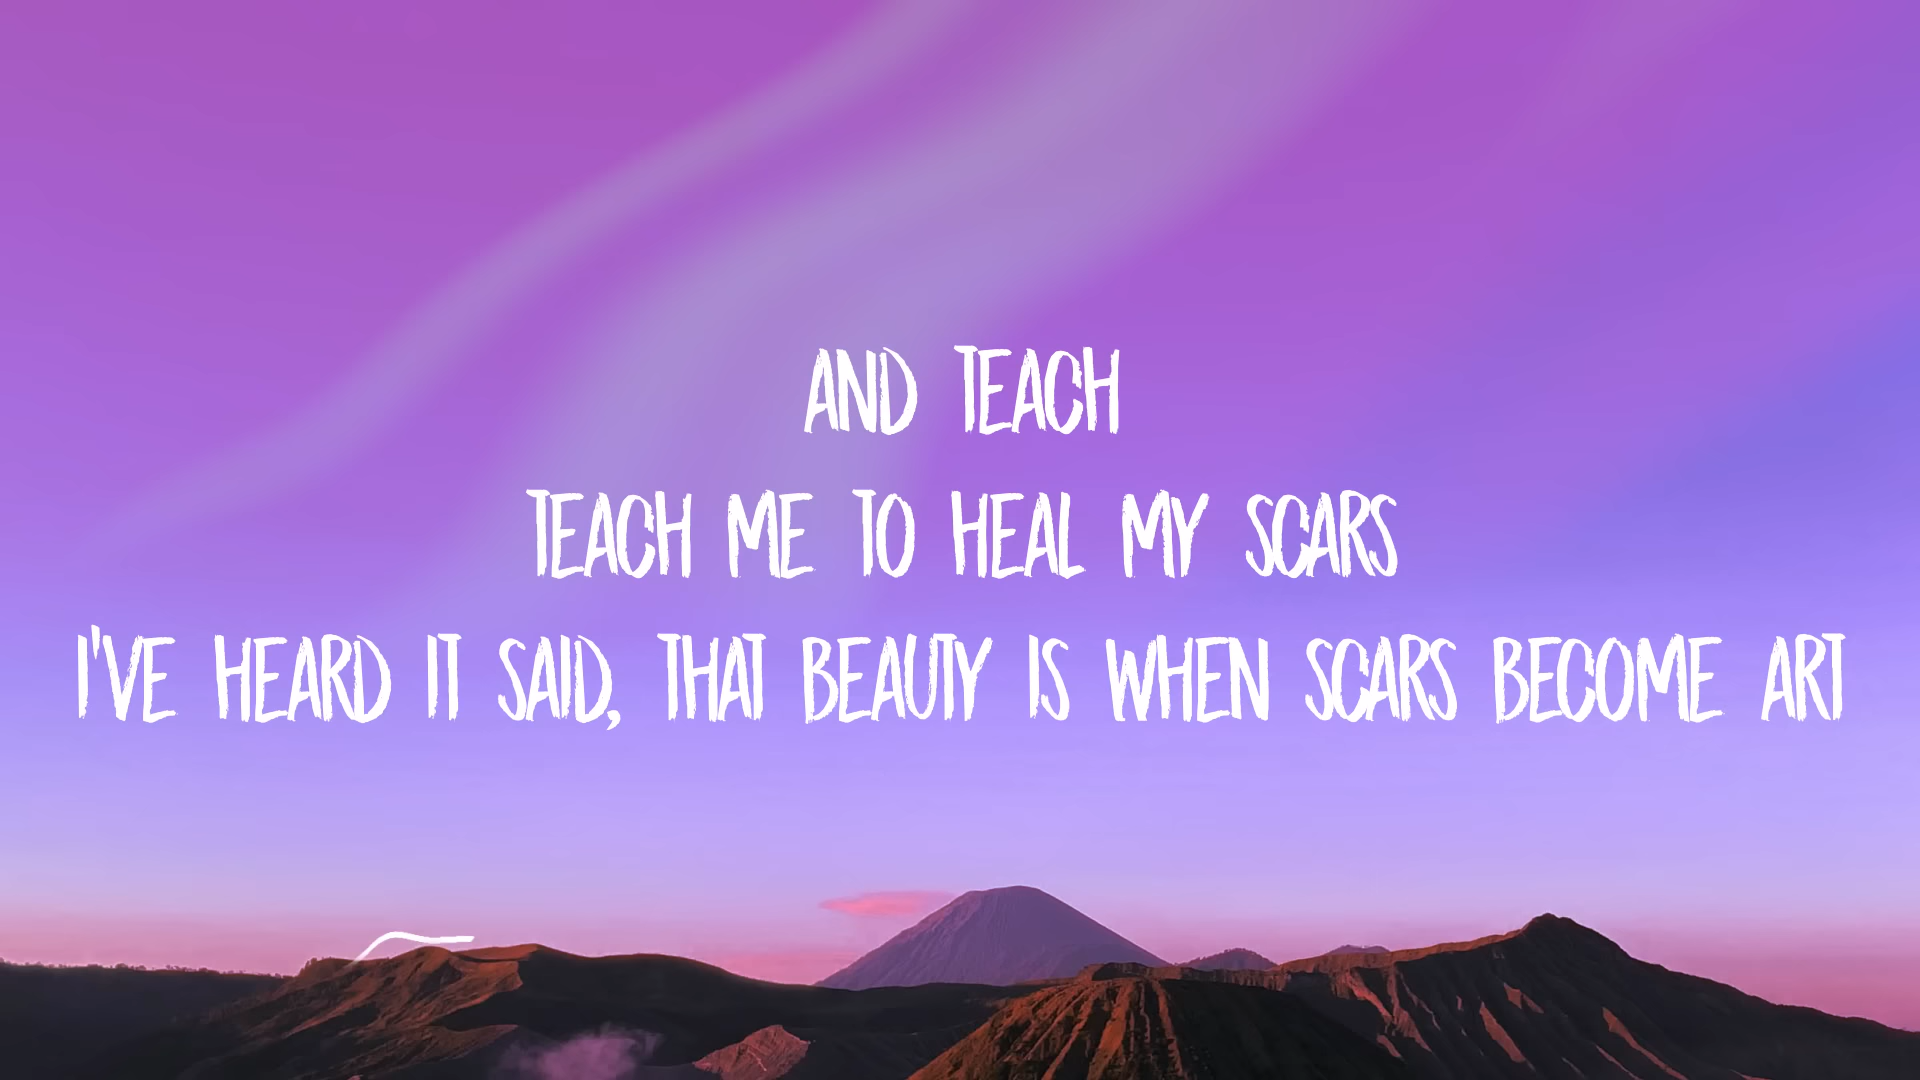 AND TEACH
TEACH ME TO HEAL MY SCARS
I'VE HEARD IT SAID, THAT BEAUTY IS WHEN SCARS BECOME ART